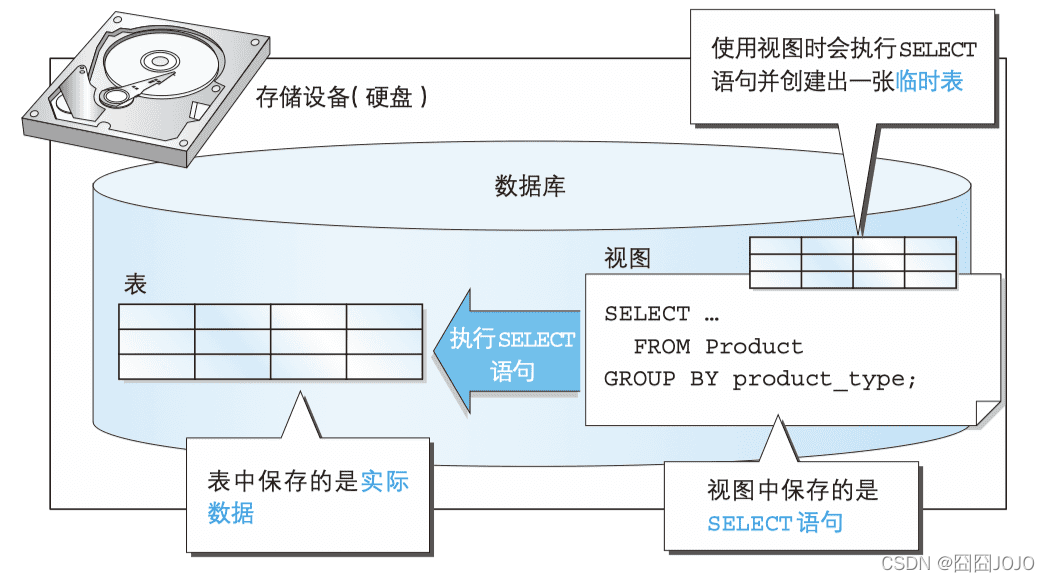 使用视图时会执行SELECT
语句并创建出一张临时表
存储设备(硬盘)
数据库
表
视图
SELECT …
FROM Product
GROUP BY product_type;
执行SELECT
语句
表中保存的是实际
数据
视图中保存的是
SELECT语句
CSDN @囧囧JOJO